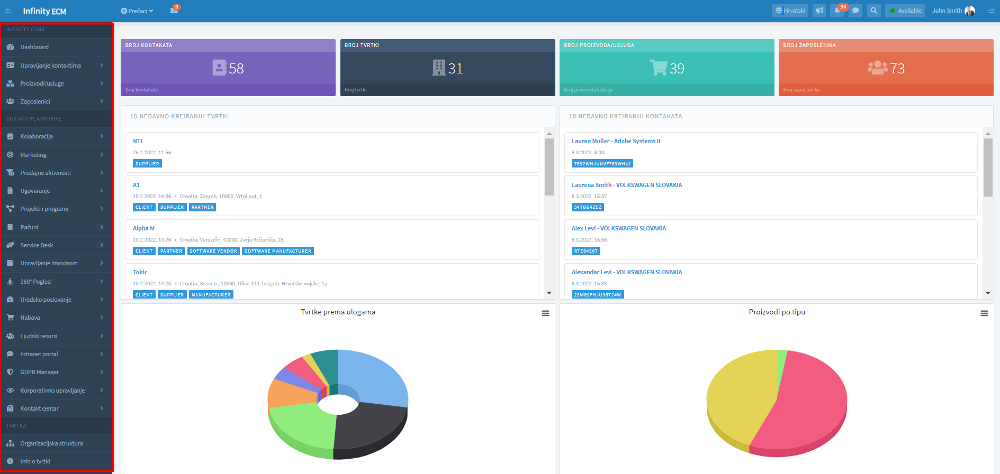 Infinity ECM
Prečaci
9
Hrvatski
54
Available
John Smith
INFINITY CORE
Dashboard
Upravljanje kontaktima
Proizvodi/usluge
Zaposlenici
SUSTAVI PLATFORME
Kolaboracija
Marketing
Prodajne aktivnosti
Ugovaranje
Projekti i programi
Računi
Service Desk
Upravljanje imovinom
360° Pogled
Uredsko poslovanje
Nabava
Ljudski resursi
Intranet portal
GDPR Manager
Korporativno upravljanje
Kontakt centar
TVRTKA
Organizacijska struktura
Info o tvrtki
BROJ KONTAKATA
58
Broj kontakata
BROJ TVRTKI
31
Broj tvrtki
BROJ PROIZVODA/USLUGA
39
Broj proizvoda/usluga
BROJ ZAPOSLENIKA
73
Broj zaposlenika
10 NEDAVNO KREIRANIH TVRTKI
NTL
25.2.2022. 11:56
SUPPLIER
A1
10.2.2022. 14:36 • Croatia, Zagreb, 10000, Vrtni put, 1
CLIENT SUPPLIER PARTNER
Alpha M
10.2.2022. 14:26 • Croatia, Varazdin, 42000, Jurja Križanića, 25
CLIENT PARTNER SOFTWARE VENDOR SOFTWARE MANUFACTURER
Tokic
10.2.2022. 14:23 • Croatia, Sesvete, 10360, Ulica 144. brigade Hrvatske vojske, 1a
CLIENT SUPPLIER MANUFACTURER
10 NEDAVNO KREIRANIH KONTAKATA
Lauren Muller - Adobe Systems II
9.3.2022. 8:00
7892WHJUNVF789WHUI
Laurena Smith - VOLKSWAGEN SLOVAKIA
8.3.2022. 15:37
34TGG4ZEZ
Alex Levi - VOLKSWAGEN SLOVAKIA
8.3.2022. 15:36
RTE64E67
Alexandar Levi - VOLKSWAGEN SLOVAKIA
8.3.2022. 15:33
23W89FHJU98T24W
Tvrtke prema ulogama
Proizvodi po tipu